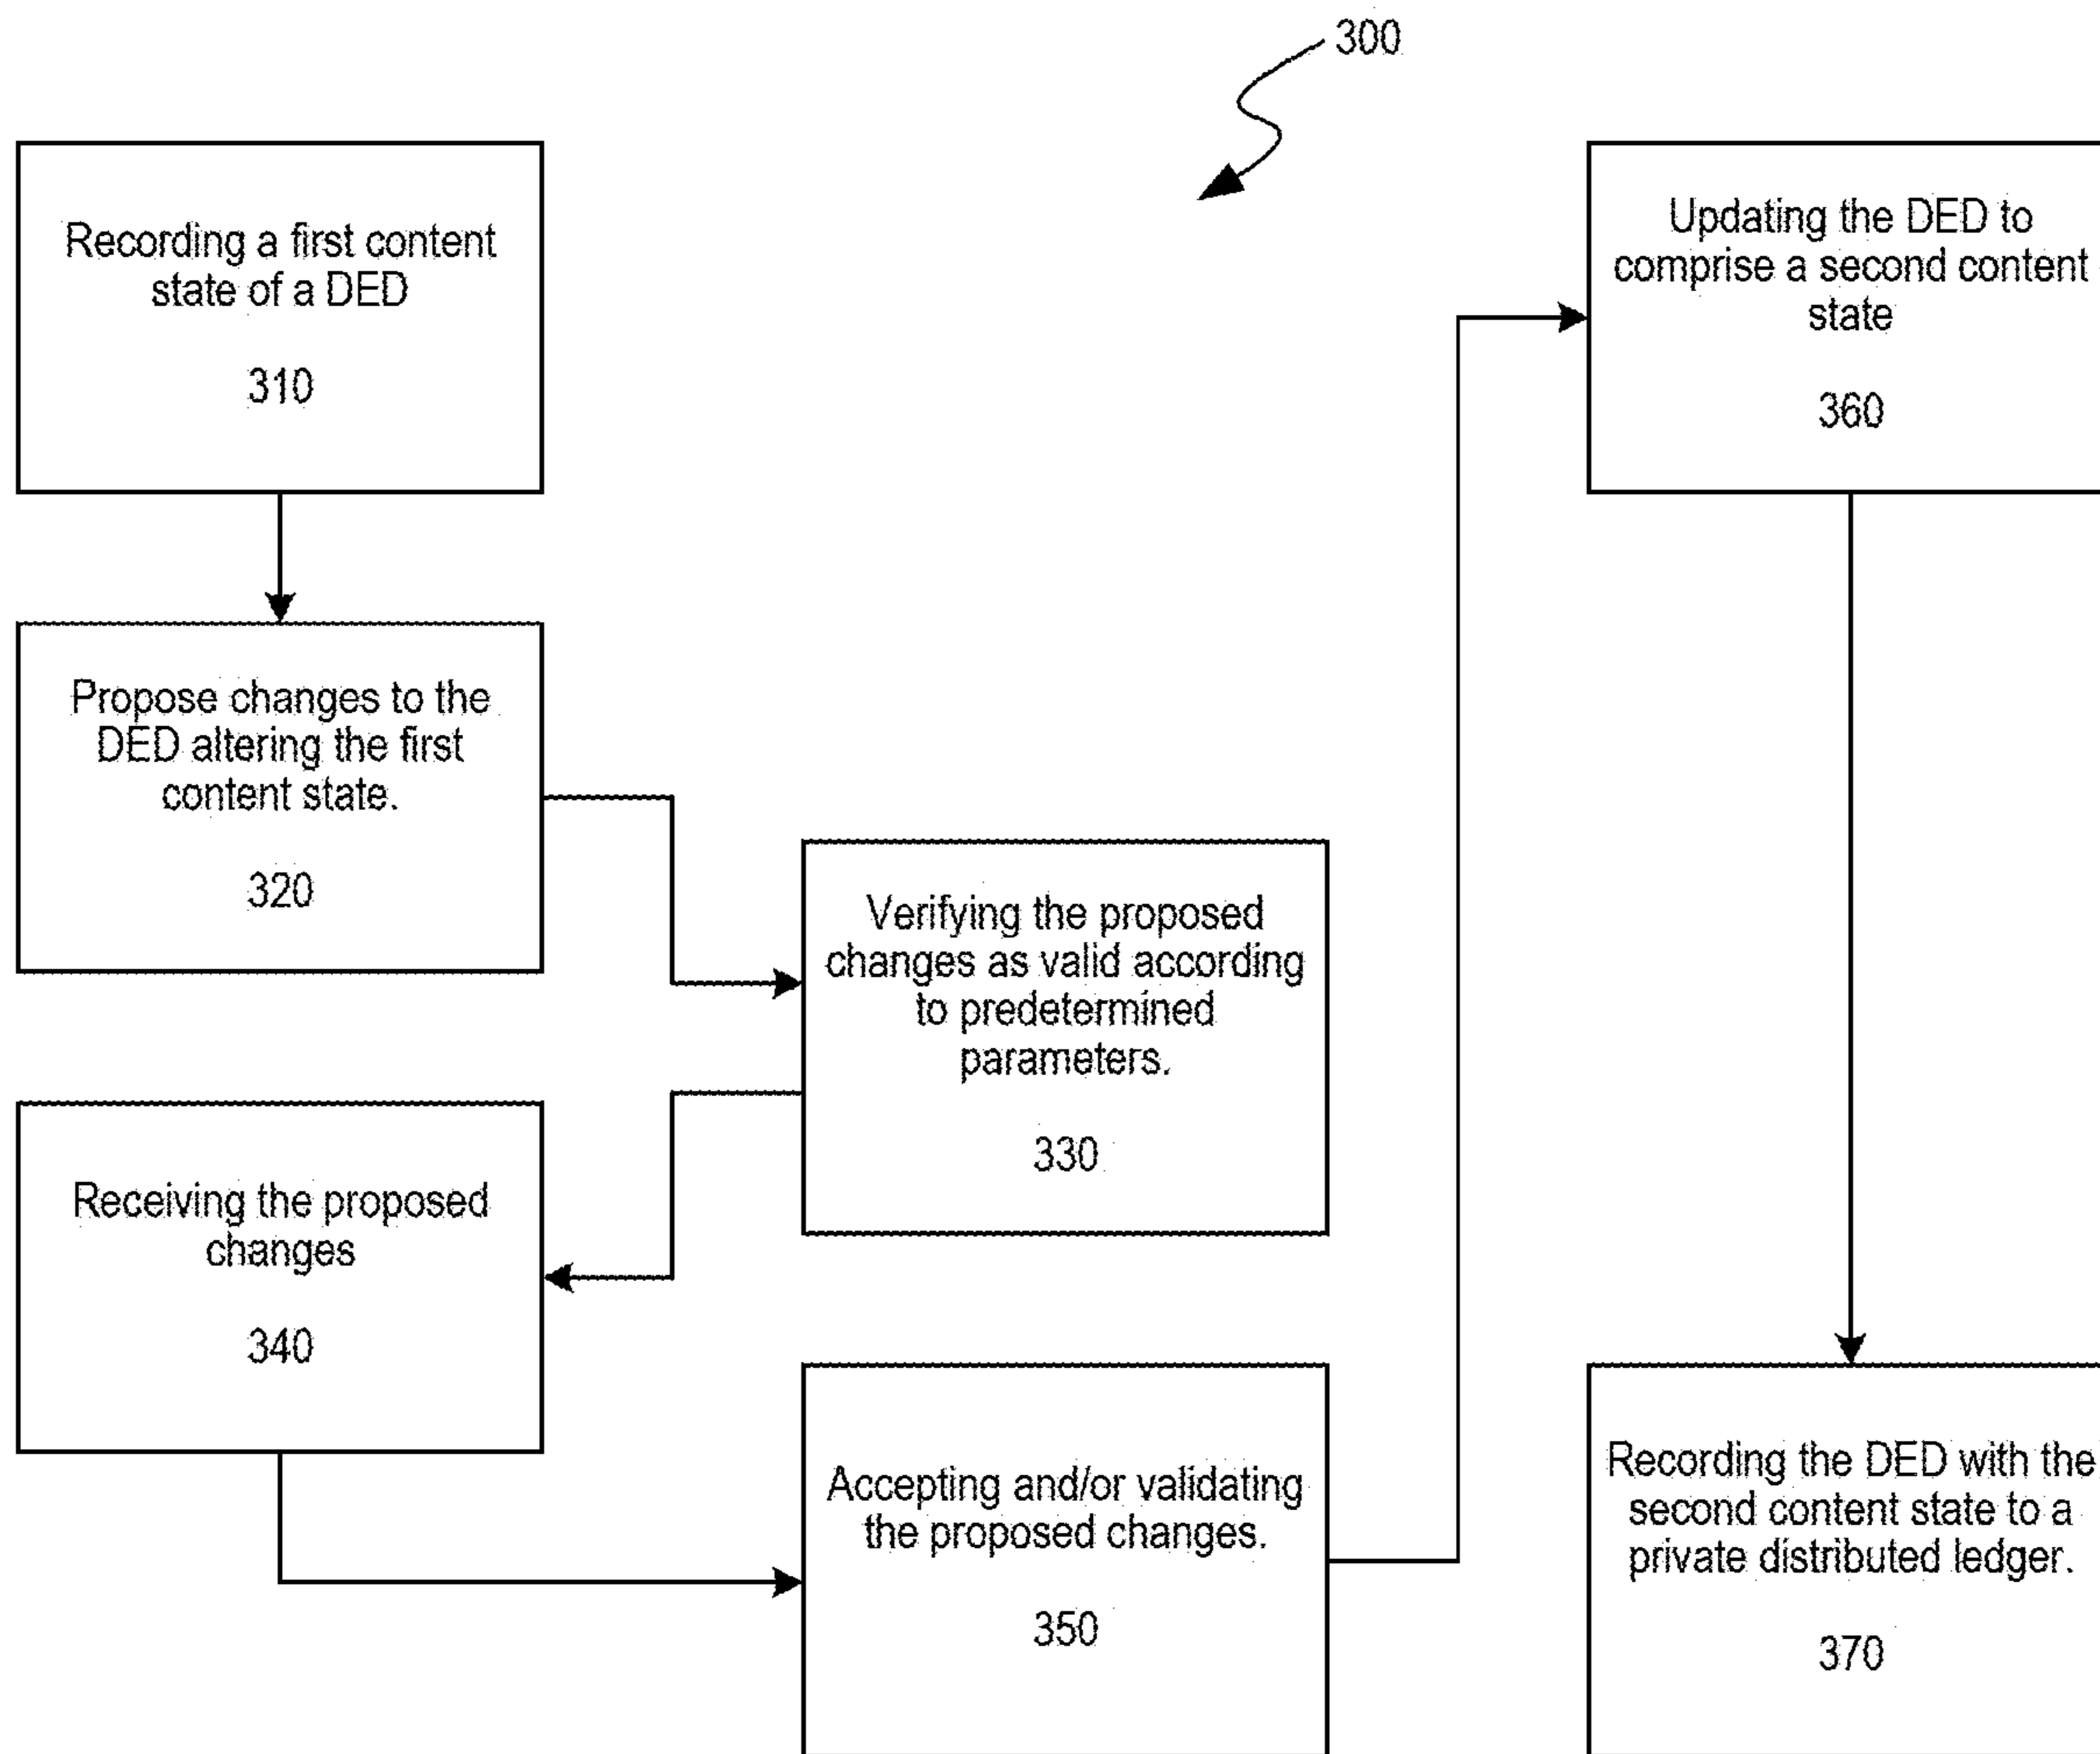 300
Recording a first content
state of a DED
310
Propose changes to the
DED altering the first
content state.
320
Verifying the proposed
changes as valid according
to predetermined
parameters.
330
Receiving the proposed
changes
340
Accepting and/or validating
the proposed changes.
350
Updating the DED to
comprise a second content
state
360
Recording the DED with the
second content state to a
private distributed ledger.
370